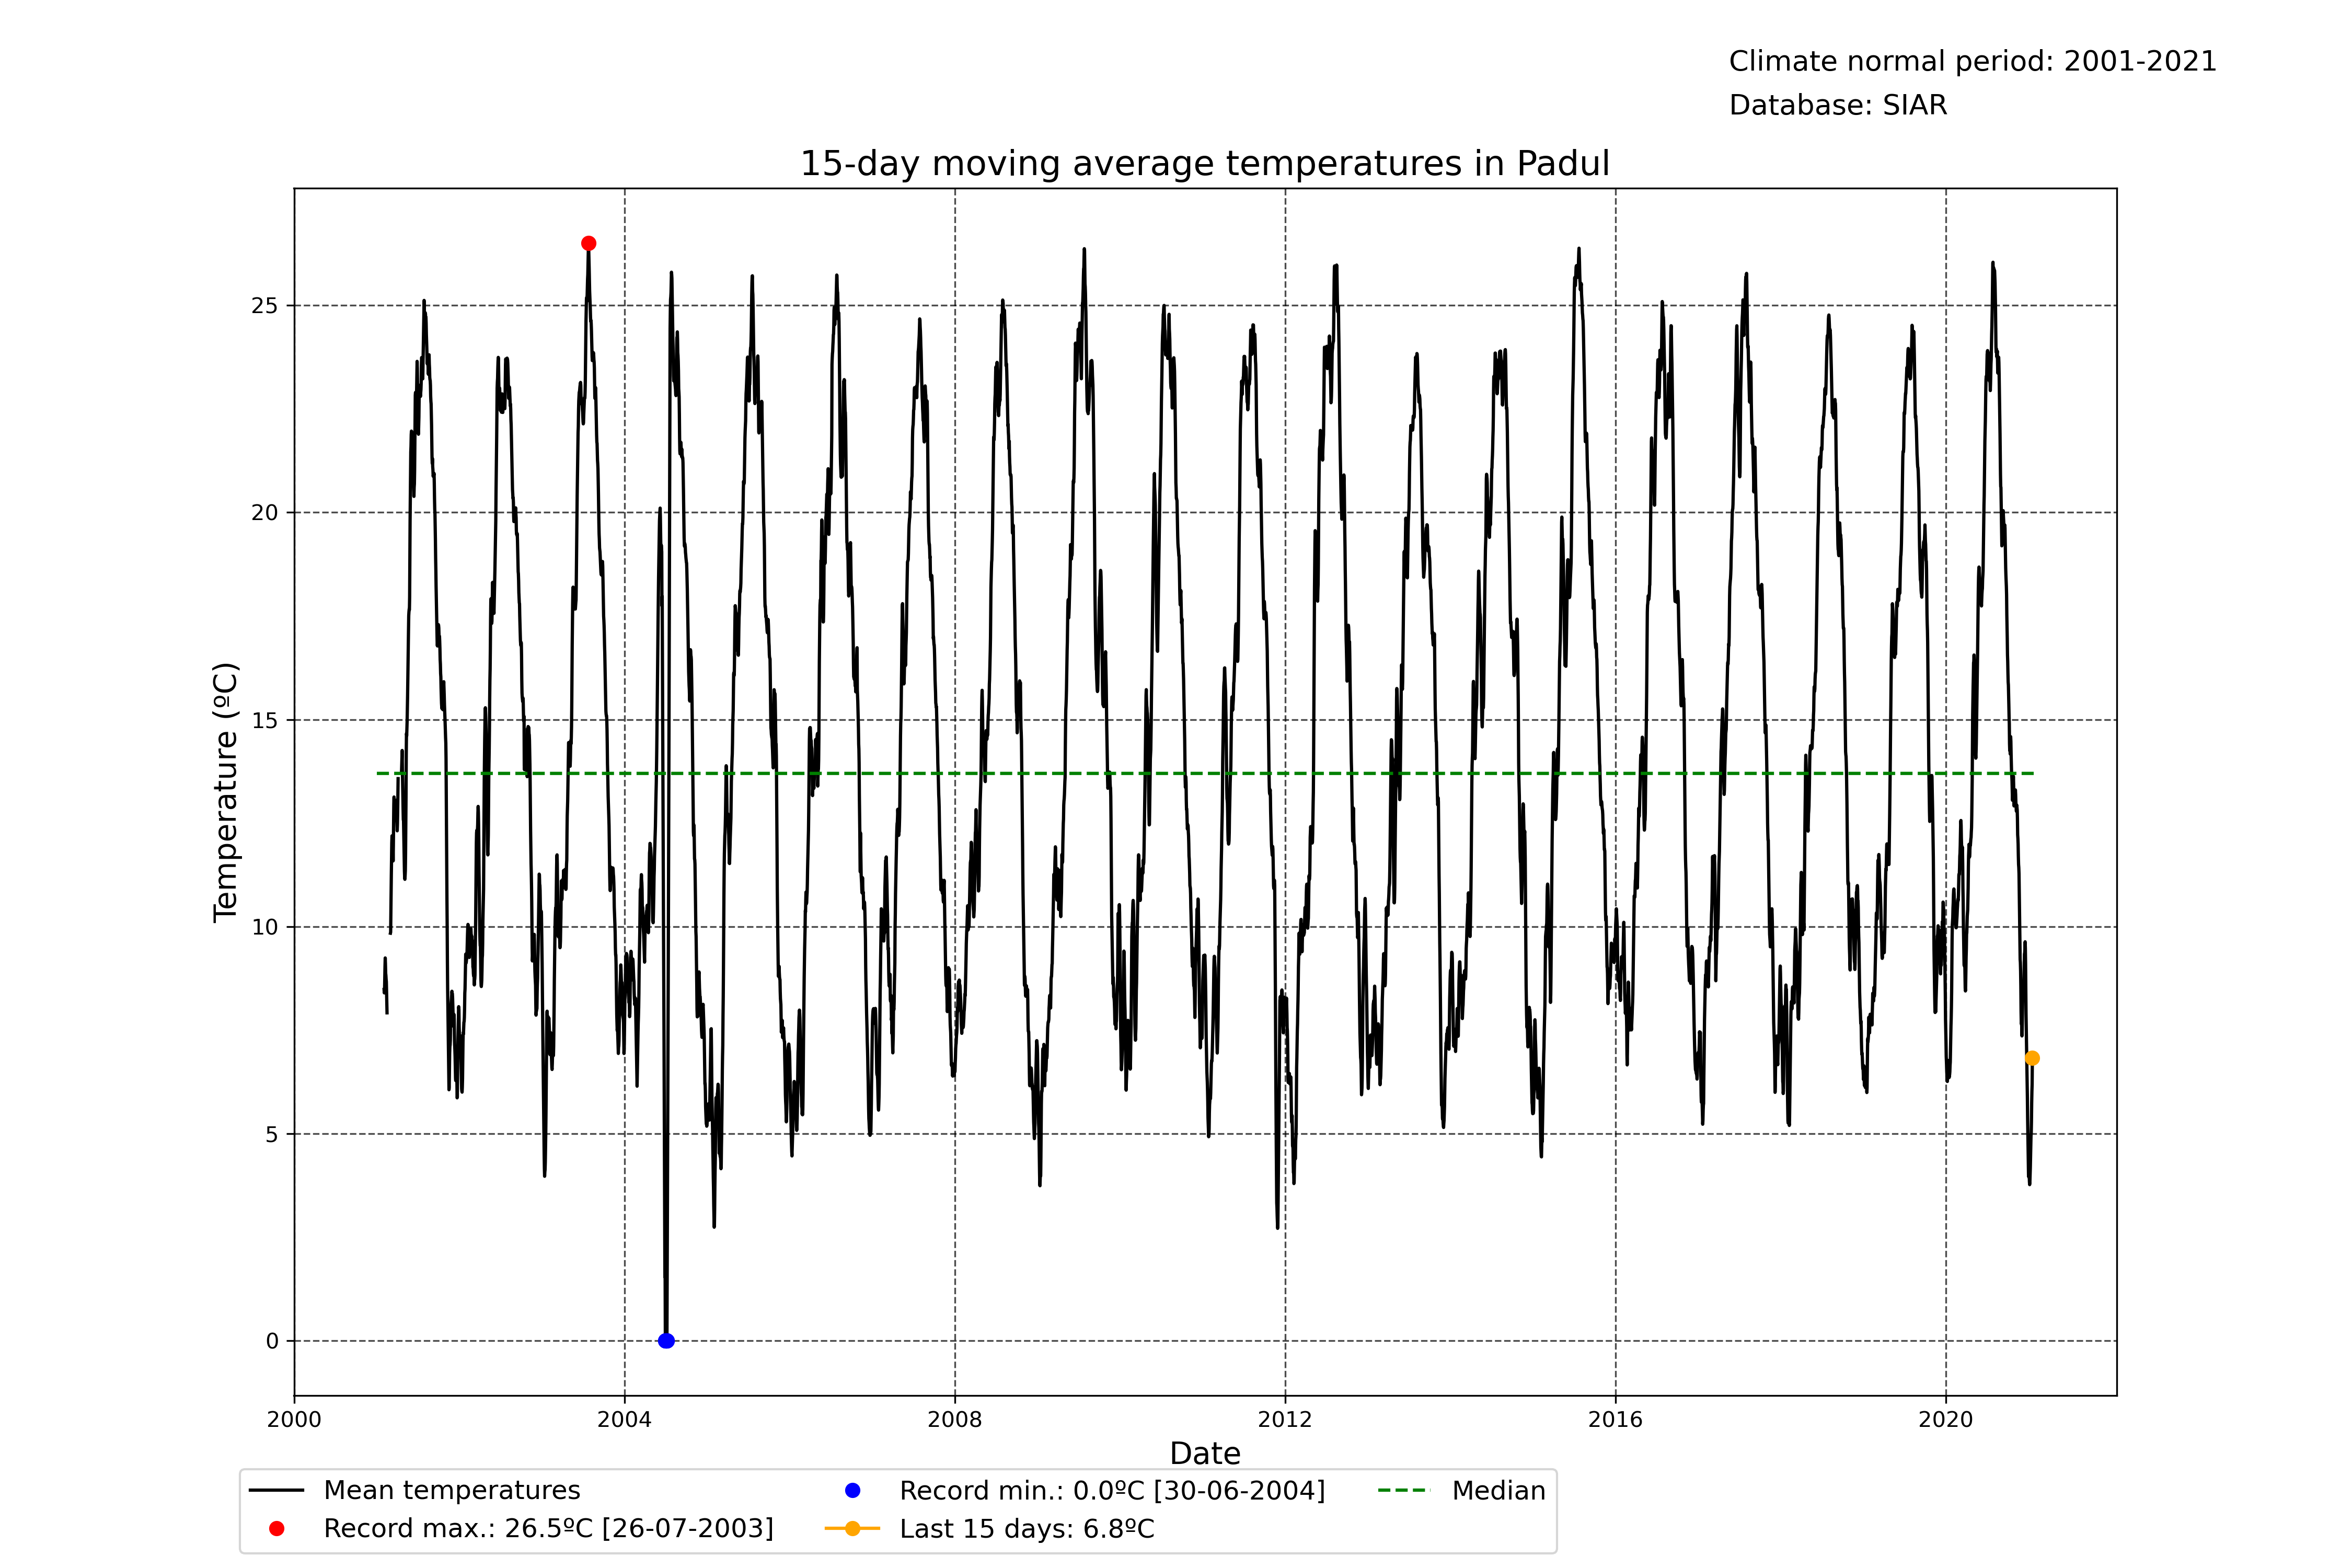 Climate normal period: 2001-2021
Database: SIAR
15-day moving average temperatures in Padul
Temperature (ºC)
25
20
15
10
5
0
2000 2004 2008 2012 2016 2020
Date
Mean temperatures
Record max.: 26.5ºC [26-07-2003]
Record min.: 0.0ºC [30-06-2004]
Last 15 days: 6.8ºC
Median